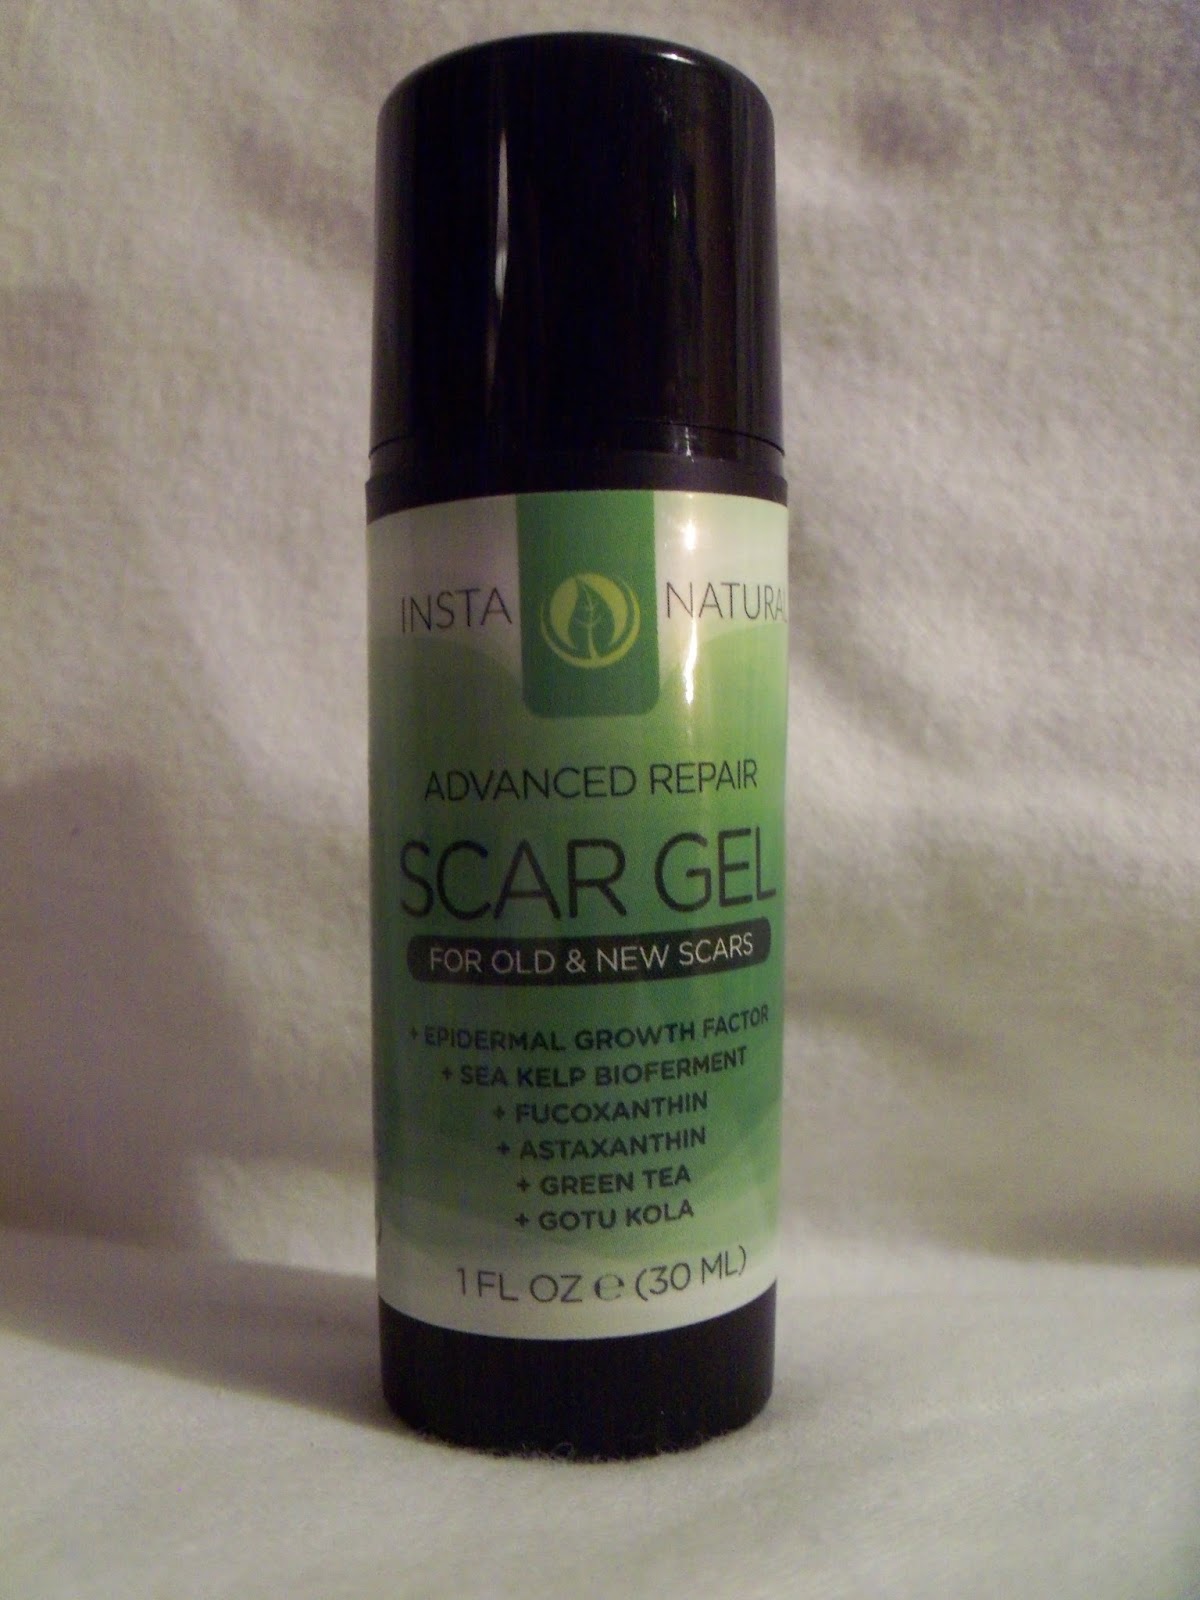 INSTA NATURAL
ADVANCED REPAIR
SCAR GEL
FOR OLD & NEW SCARS
+ EPIDERMAL GROWTH FACTOR
+ SEA KELP BIOFERMENT
+ FUCOXANTHIN
+ ASTAXANTHIN
+ GREEN TEA
+ GOTU KOLA
1 FL OZ ℮ (30 ML)